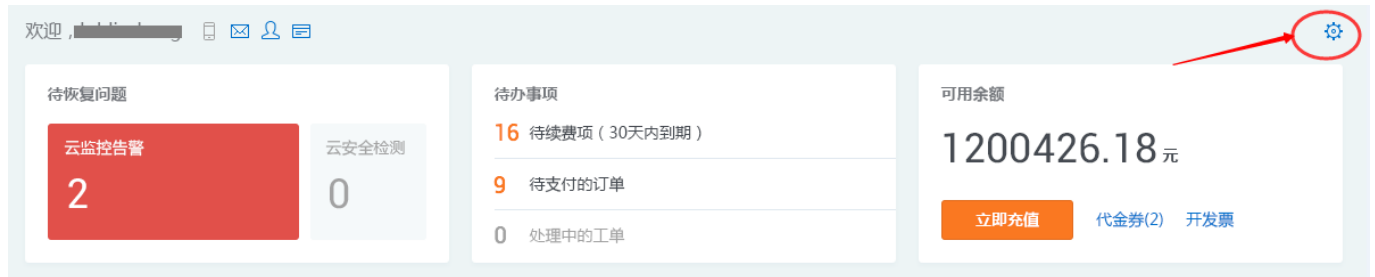 欢迎，
待恢复问题
云监控告警
2
云安全检测
0
待办事项
16 待续费项（30天内到期）
9 待支付的订单
0 处理中的工单
可用余额
1200426.18 元
立即充值 代金券(2) 开发票